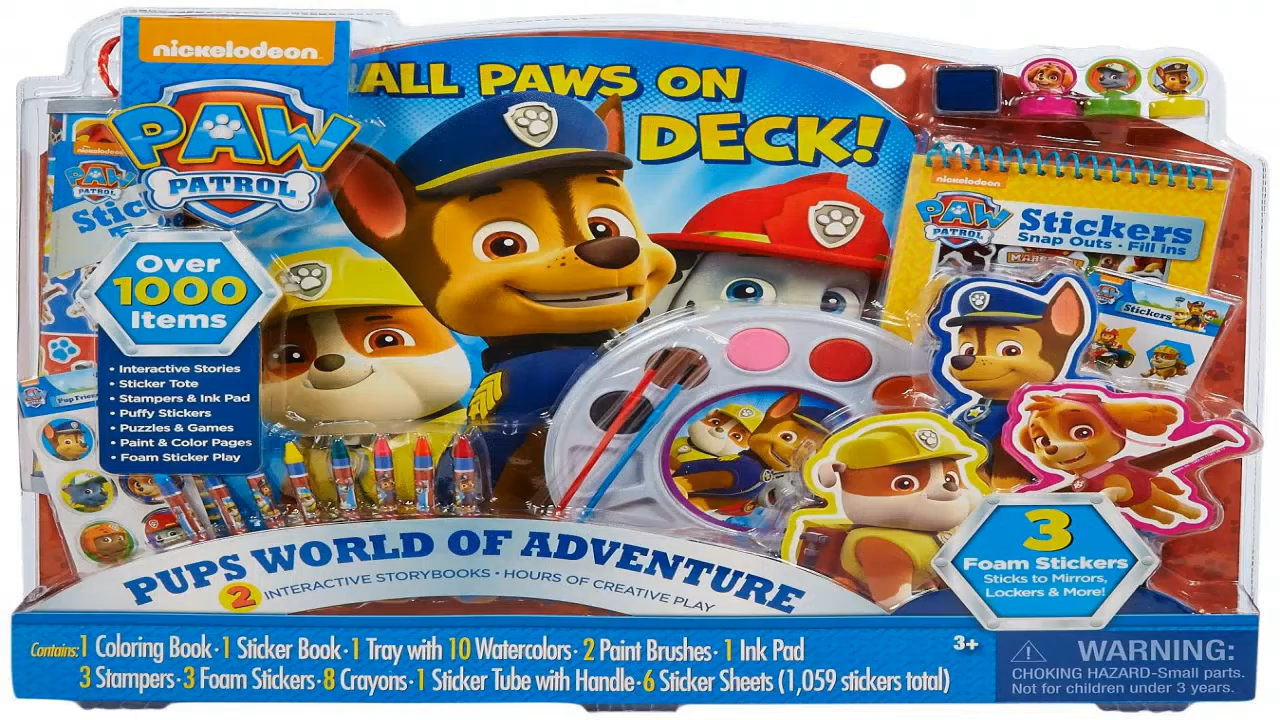 nickelodeon
PAW
PATROL
ALL PAWS ON
DECK!
nickelodeon
PAW
PATROL
Stic
Over
1000
Items
• Interactive Stories
• Sticker Tote
• Stampers & Ink Pad
• Puffy Stickers
• Puzzles & Games
• Paint & Color Pages
• Foam Sticker Play
nickelodeon
PAW
PATROL
Stickers
Snap Outs • Fill ins
Stickers
3
Foam Stickers
Sticks to Mirrors,
Lockers & More!
PUPS WORLD OF ADVENTURE
2 INTERACTIVE STORYBOOKS • HOURS OF CREATIVE PLAY
Contains: 1 Coloring Book • 1 Sticker Book • 1 Tray with 10 Watercolors • 2 Paint Brushes • 1 Ink Pad
3 Stampers • 3 Foam Stickers • 8 Crayons • 1 Sticker Tube with Handle • 6 Sticker Sheets (1,059 stickers total)
3+
WARNING:
CHOKING HAZARD-Small parts.
Not for children under 3 years.